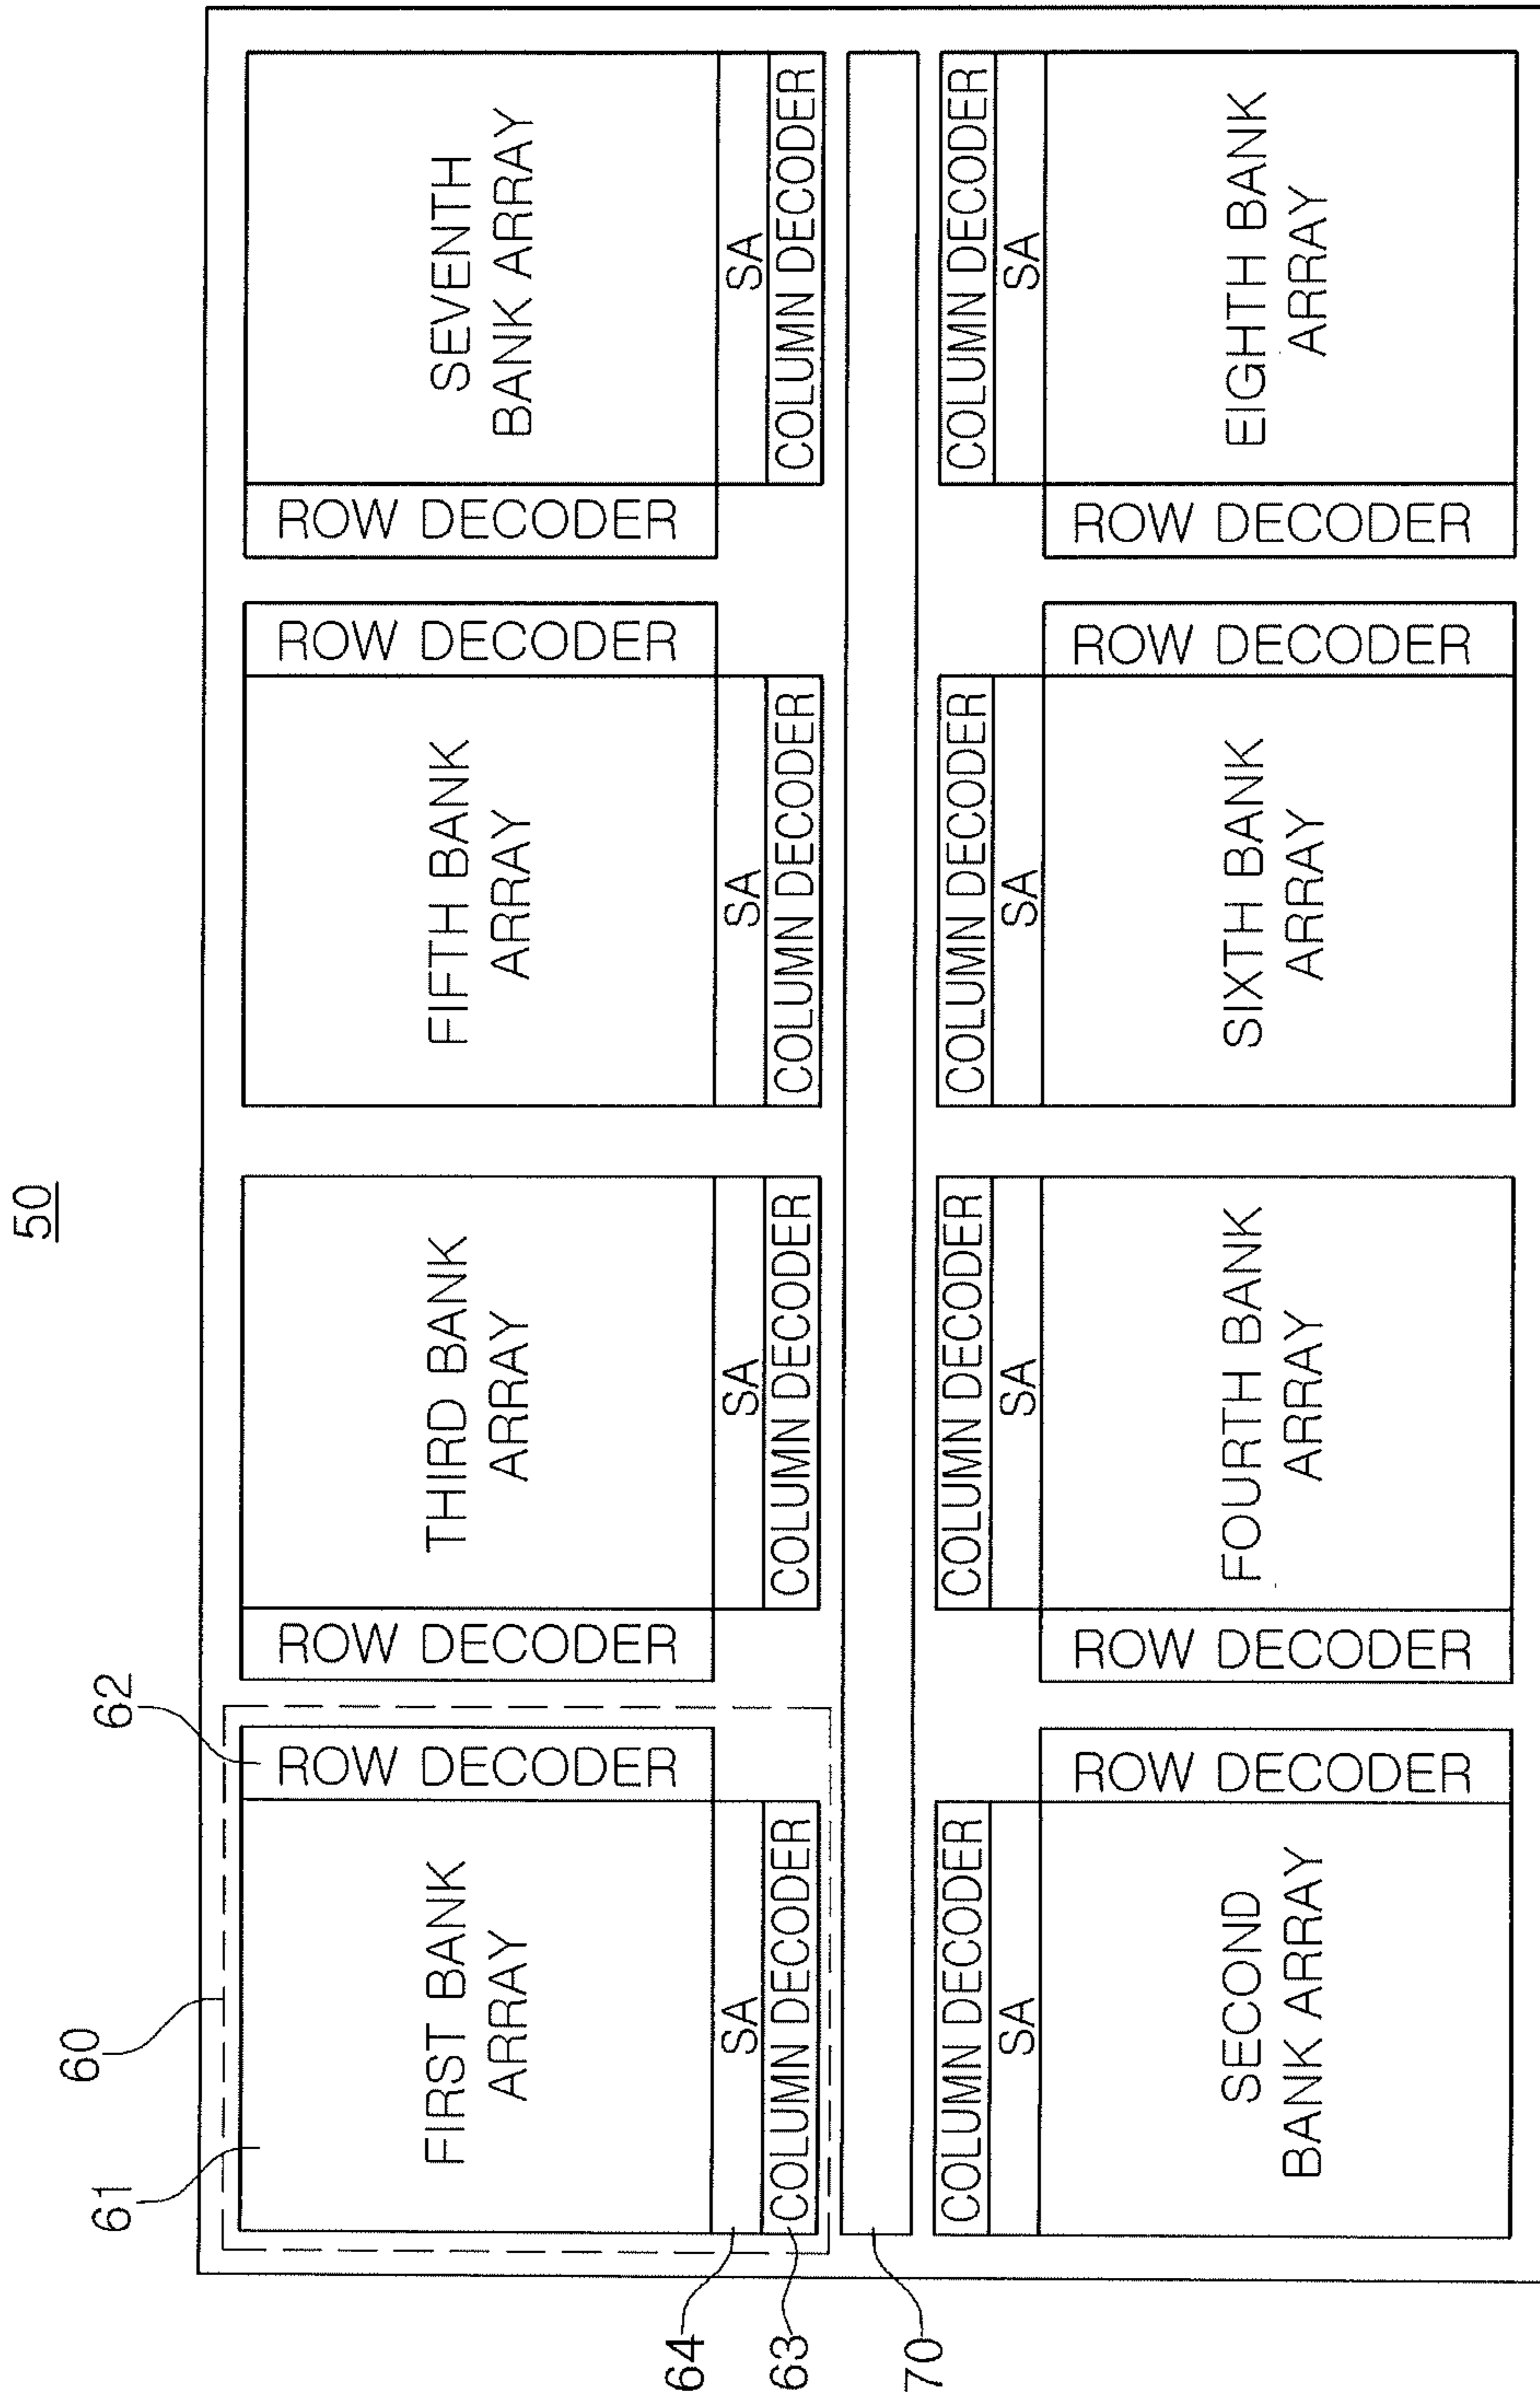 50
60
61
62
FIRST BANK
ARRAY
ROW DECODER
SA
COLUMN DECODER
THIRD BANK
ARRAY
ROW DECODER
SA
COLUMN DECODER
FIFTH BANK
ARRAY
ROW DECODER
SA
COLUMN DECODER
SEVENTH
BANK ARRAY
ROW DECODER
SA
COLUMN DECODER
64
63
70
COLUMN DECODER
SA
SECOND
BANK ARRAY
ROW DECODER
COLUMN DECODER
SA
FOURTH BANK
ARRAY
ROW DECODER
COLUMN DECODER
SA
SIXTH BANK
ARRAY
ROW DECODER
COLUMN DECODER
SA
EIGHTH BANK
ARRAY
ROW DECODER